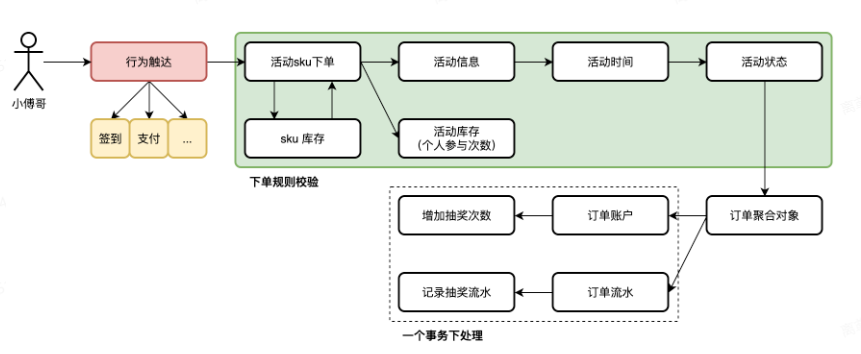 行为触达
活动sku下单
活动信息
活动时间
活动状态
小傅哥
签到
支付
...
sku 库存
活动库存
(个人参与次数)
下单规则校验
增加抽奖次数
订单账户
订单聚合对象
记录抽奖流水
订单流水
一个事务下处理